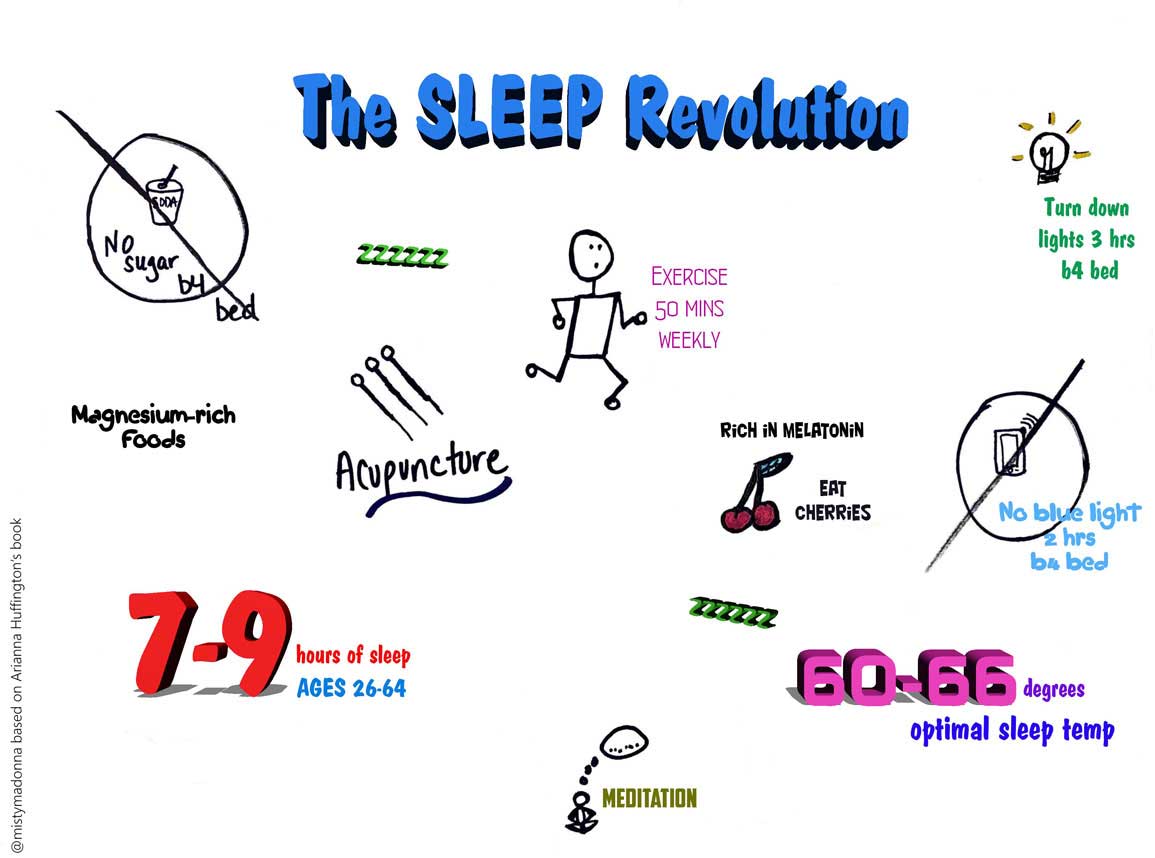 The SLEEP Revolution
SODA
No
sugar
b4
bed
zzzzzz
Exercise
50 mins
weekly
Turn down
lights 3 hrs
b4 bed
Magnesium-rich
Foods
Acupuncture
Rich in Melatonin
Eat
Cherries
No blue light
2 hrs
b4 bed
7-9
hours of sleep
AGES 26-64
zzzzzz
60-66
degrees
optimal sleep temp
MEDITATION
@mistymadonna based on Arianna Huffington's book